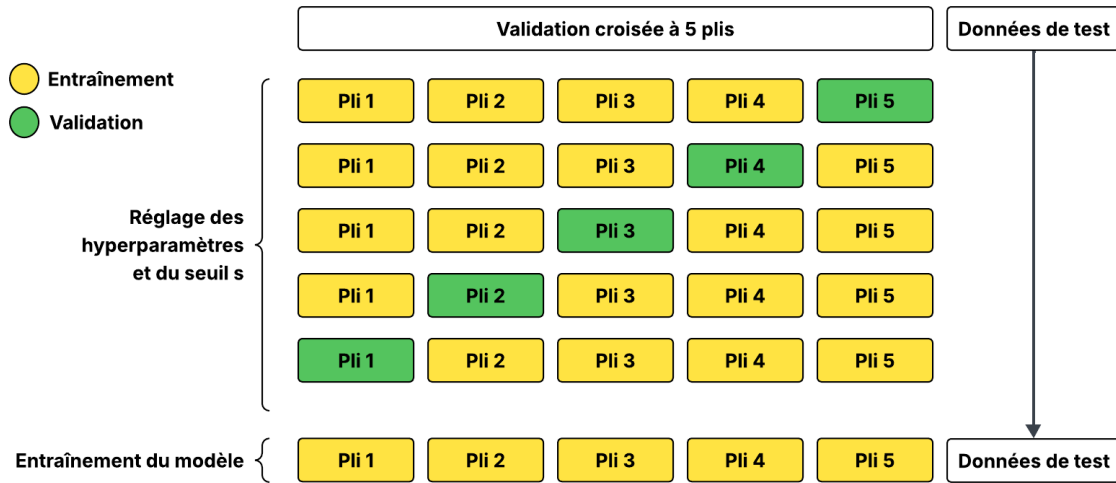 Validation croisée à 5 plis
Données de test
Entraînement
Validation
Pli 1 Pli 2 Pli 3 Pli 4 Pli 5
Pli 1 Pli 2 Pli 3 Pli 4 Pli 5
Réglage des
hyperparamètres
et du seuil s
Pli 1 Pli 2 Pli 3 Pli 4 Pli 5
Pli 1 Pli 2 Pli 3 Pli 4 Pli 5
Pli 1 Pli 2 Pli 3 Pli 4 Pli 5
Entraînement du modèle
Pli 1 Pli 2 Pli 3 Pli 4 Pli 5
Données de test